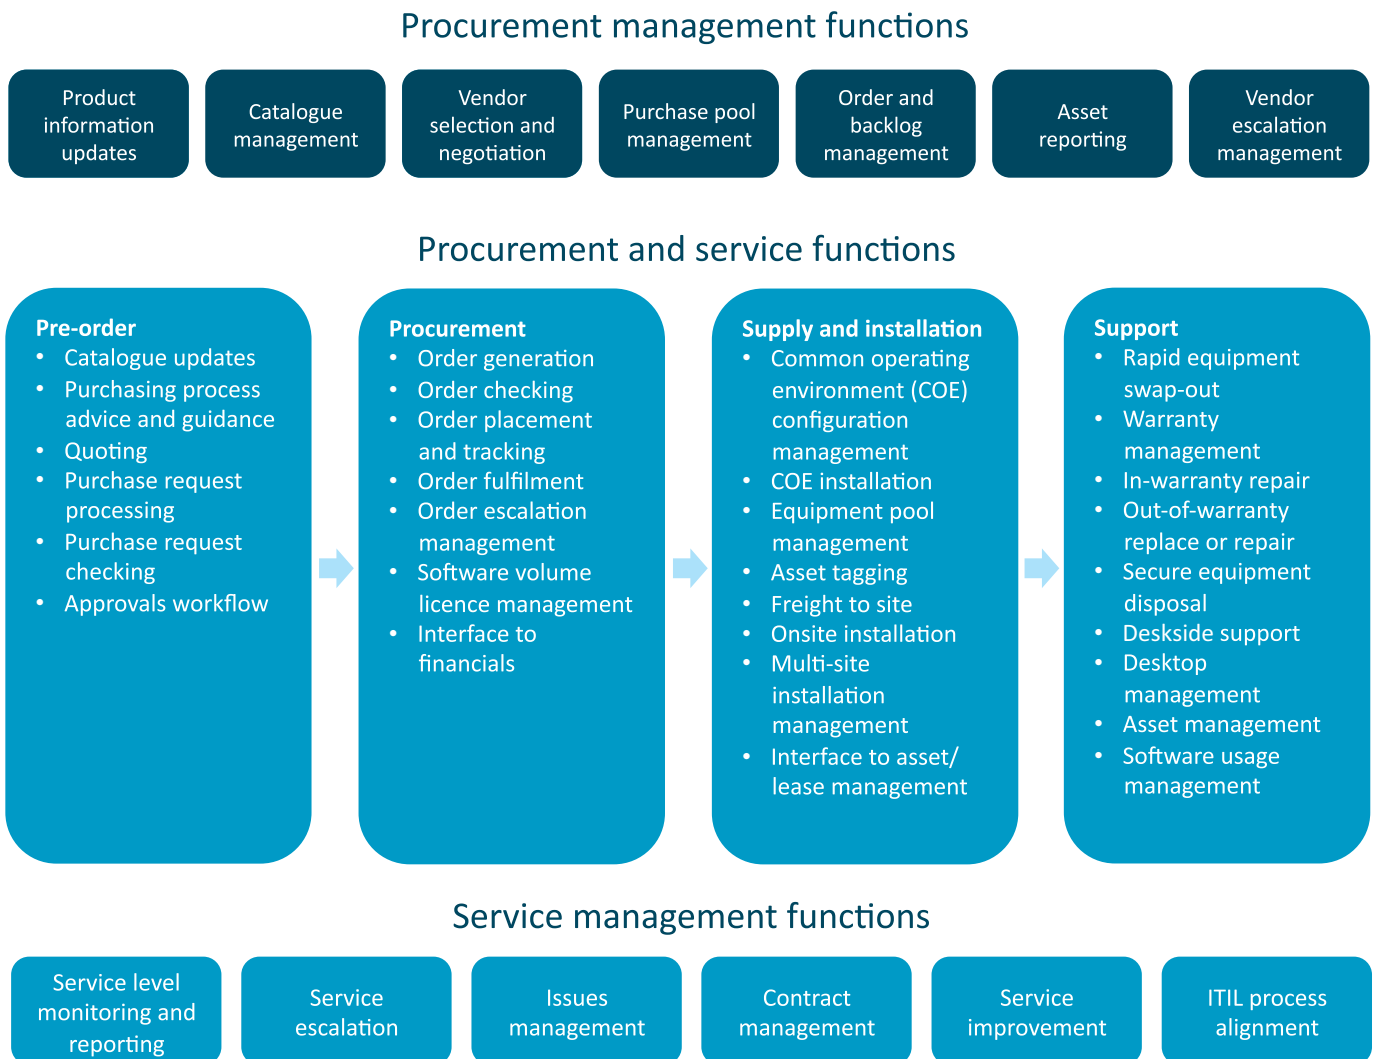 Procurement management functions
Product
information
updates
Catalogue
management
Vendor
selection and
negotiation
Purchase pool
management
Order and
backlog
management
Asset
reporting
Vendor
escalation
management
Procurement and service functions
Pre-order
• Catalogue updates
• Purchasing process
advice and guidance
• Quoting
• Purchase request
processing
• Purchase request
checking
• Approvals workflow
Procurement
• Order generation
• Order checking
• Order placement
and tracking
• Order fulfilment
• Order escalation
management
• Software volume
licence management
• Interface to
financials
Supply and installation
• Common operating
environment (COE)
configuration
management
• COE installation
• Equipment pool
management
• Asset tagging
• Freight to site
• Onsite installation
• Multi-site
installation
management
• Interface to asset/
lease management
Support
• Rapid equipment
swap-out
• Warranty
management
• In-warranty repair
• Out-of-warranty
replace or repair
• Secure equipment
disposal
• Deskside support
• Desktop
management
• Asset management
• Software usage
management
Service management functions
Service level
monitoring and
reporting
Service
escalation
Issues
management
Contract
management
Service
improvement
ITIL process
alignment